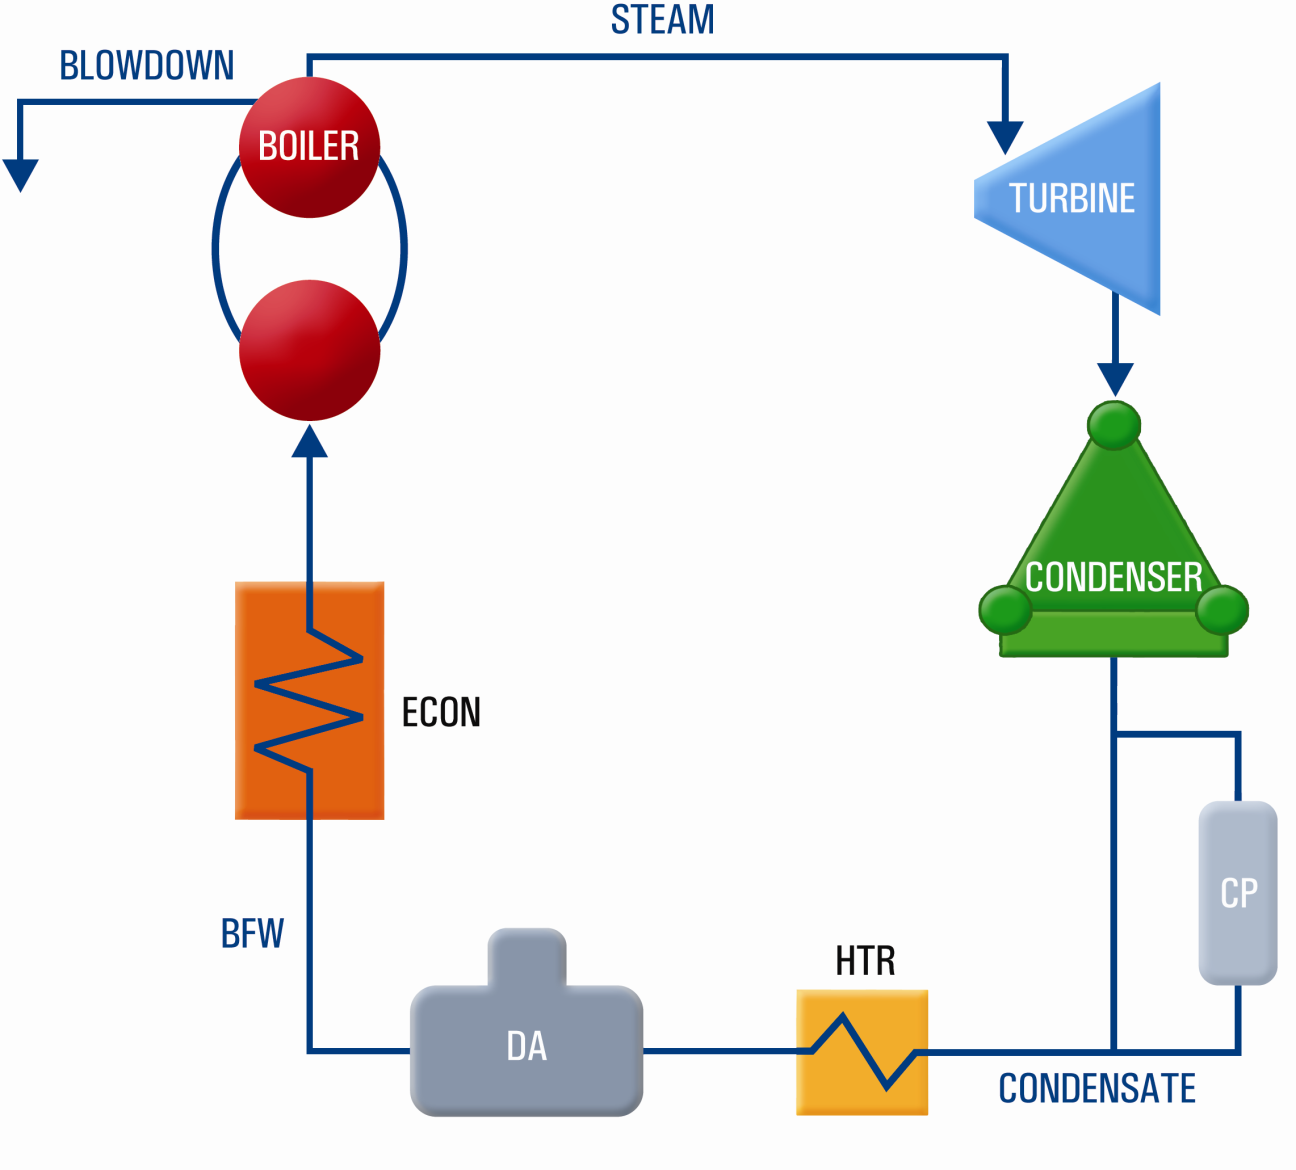 STEAM
BLOWDOWN
BOILER
TURBINE
CONDENSER
ECON
CP
BFW
HTR
DA
CONDENSATE